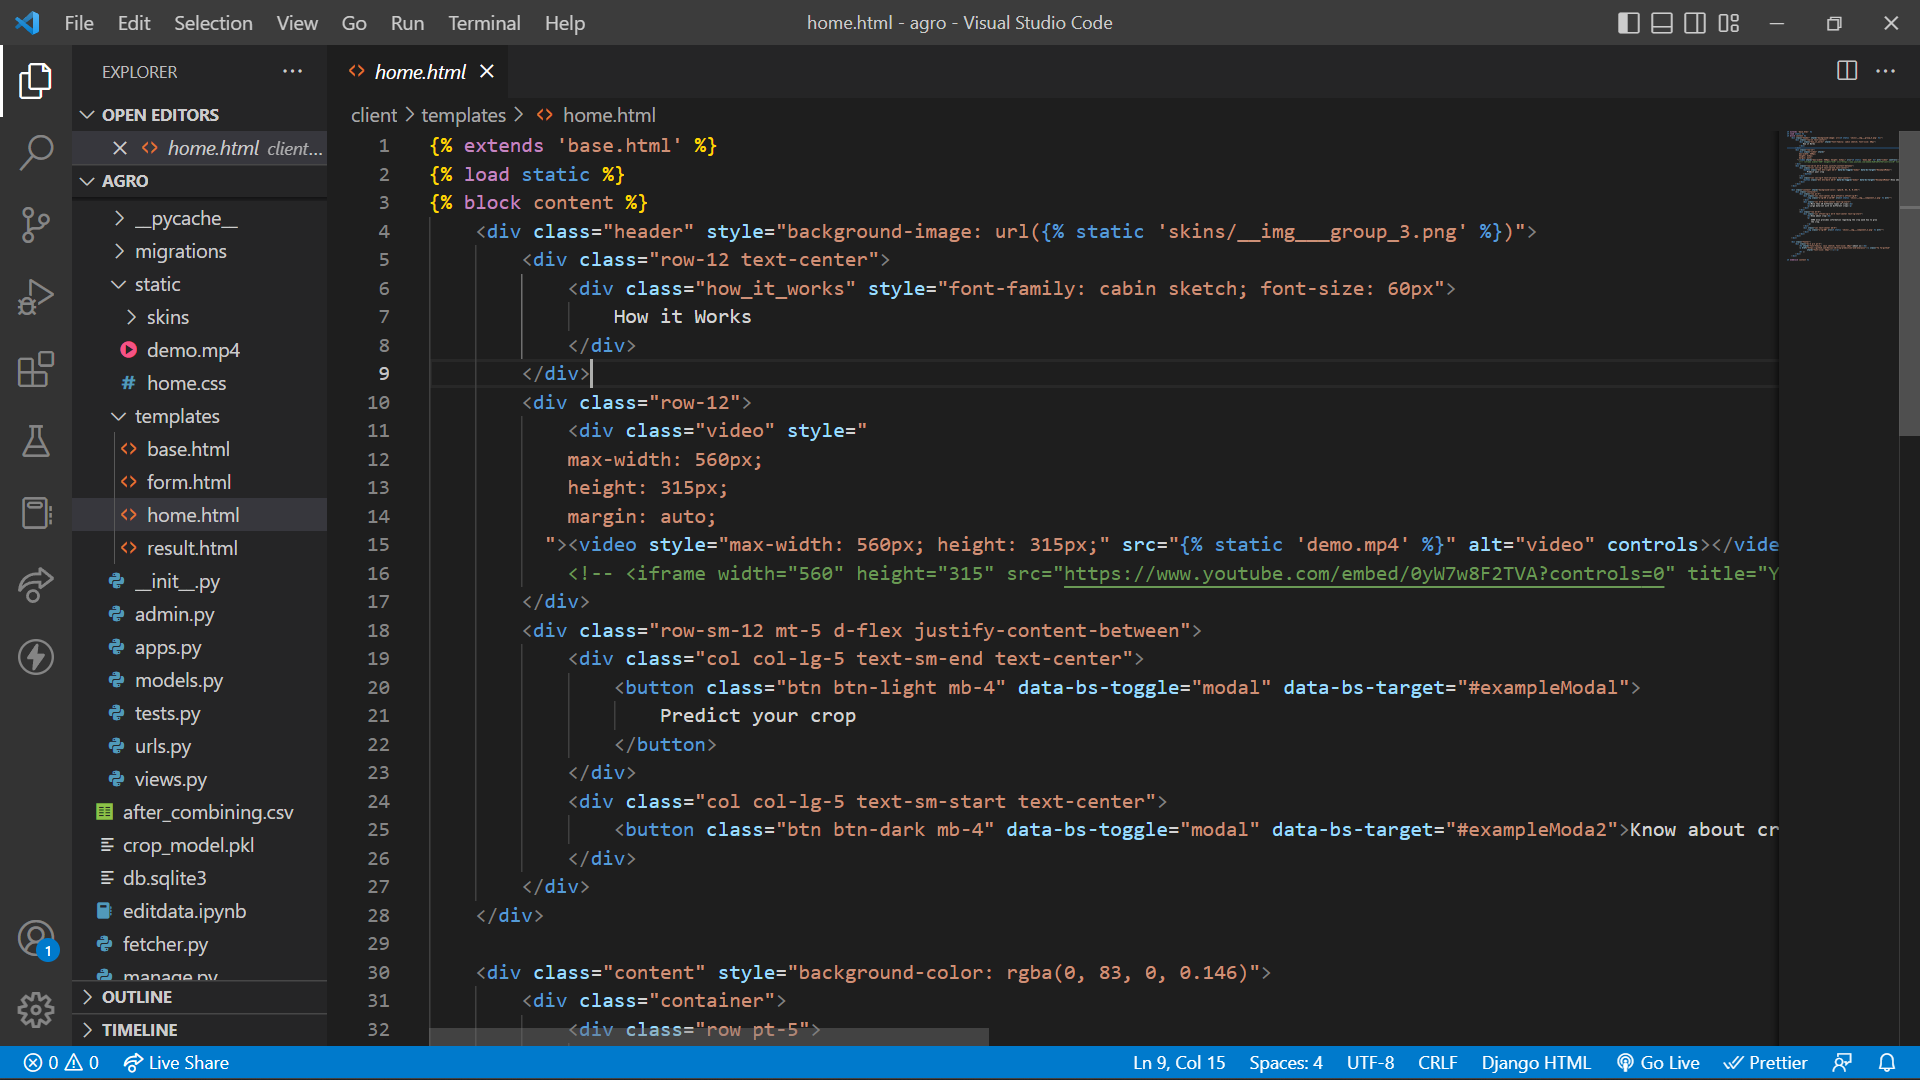 File Edit Selection View Go Run Terminal Help
home.html - agro - Visual Studio Code
EXPLORER
OPEN EDITORS
home.html client...
AGRO
__pycache__
migrations
static
skins
demo.mp4
home.css
templates
base.html
form.html
home.html
result.html
__init__.py
admin.py
apps.py
models.py
tests.py
urls.py
views.py
after_combining.csv
crop_model.pkl
db.sqlite3
editdata.ipynb
fetcher.py
manage.py
OUTLINE
TIMELINE
1
home.html
client > templates > home.html
1 {% extends 'base.html' %}
2 {% load static %}
3 {% block content %}
4 <div class="header" style="background-image: url({% static 'skins/__img___group_3.png' %})">
5 <div class="row-12 text-center">
6 <div class="how_it_works" style="font-family: cabin sketch; font-size: 60px">
7 How it Works
8 </div>
9 </div>
10 <div class="row-12">
11 <div class="video" style="
12 max-width: 560px;
13 height: 315px;
14 margin: auto;
15 "><video style="max-width: 560px; height: 315px;" src="{% static 'demo.mp4' %}" alt="video" controls></vide
16 <!-- <iframe width="560" height="315" src="https://www.youtube.com/embed/0yW7w8F2TVA?controls=0" title="Y
17 </div>
18 <div class="row-sm-12 mt-5 d-flex justify-content-between">
19 <div class="col col-lg-5 text-sm-end text-center">
20 <button class="btn btn-light mb-4" data-bs-toggle="modal" data-bs-target="#exampleModal">
21 Predict your crop
22 </button>
23 </div>
24 <div class="col col-lg-5 text-sm-start text-center">
25 <button class="btn btn-dark mb-4" data-bs-toggle="modal" data-bs-target="#exampleModa2">Know about cr
26 </div>
27 </div>
28 </div>
29
30 <div class="content" style="background-color: rgba(0, 83, 0, 0.146)">
31 <div class="container">
32 <div class="row pt-5">
0 0 Live Share
Ln 9, Col 15 Spaces: 4 UTF-8 CRLF Django HTML Go Live Prettier